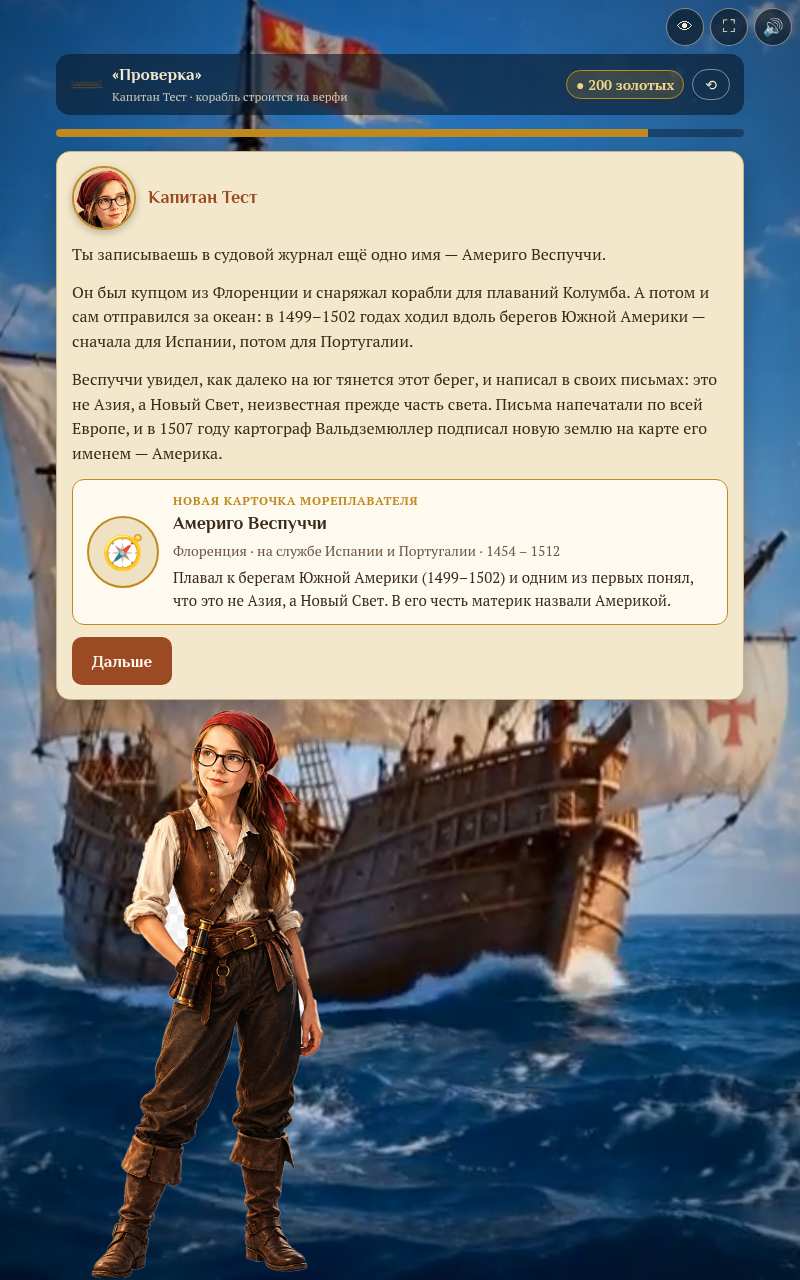 «Проверка»
Капитан Тест · корабль строится на верфи
● 200 золотых
Капитан Тест
Ты записываешь в судовой журнал ещё одно имя — Америго Веспуччи.
Он был купцом из Флоренции и снаряжал корабли для плаваний Колумба. А потом и
сам отправился за океан: в 1499–1502 годах ходил вдоль берегов Южной Америки —
сначала для Испании, потом для Португалии.
Веспуччи увидел, как далеко на юг тянется этот берег, и написал в своих письмах: это
не Азия, а Новый Свет, неизвестная прежде часть света. Письма напечатали по всей
Европе, и в 1507 году картограф Вальдземюллер подписал новую землю на карте его
именем — Америка.
НОВАЯ КАРТОЧКА МОРЕПЛАВАТЕЛЯ
Америго Веспуччи
Флоренция · на службе Испании и Португалии · 1454 – 1512
Плавал к берегам Южной Америки (1499–1502) и одним из первых понял,
что это не Азия, а Новый Свет. В его честь материк назвали Америкой.
Дальше